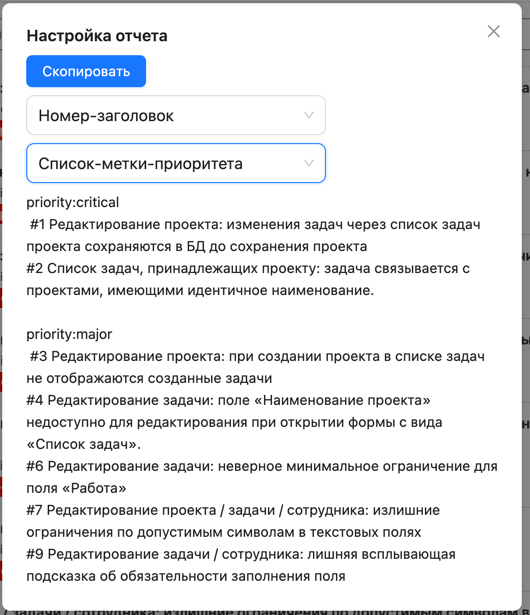 Настройка отчета
Скопировать
Номер-заголовок
Список-метки-приоритета
priority:critical
#1 Редактирование проекта: изменения задач через список задач
проекта сохраняются в БД до сохранения проекта
#2 Список задач, принадлежащих проекту: задача связывается с
проектами, имеющими идентичное наименование.
priority:major
#3 Редактирование проекта: при создании проекта в списке задач
не отображаются созданные задачи
#4 Редактирование задачи: поле «Наименование проекта»
недоступно для редактирования при открытии формы с вида
«Список задач».
#6 Редактирование задачи: неверное минимальное ограничение для
поля «Работа»
#7 Редактирование проекта / задачи / сотрудника: излишние
ограничения по допустимым символам в текстовых полях
#9 Редактирование задачи / сотрудника: лишняя всплывающая
подсказка об обязательности заполнения поля